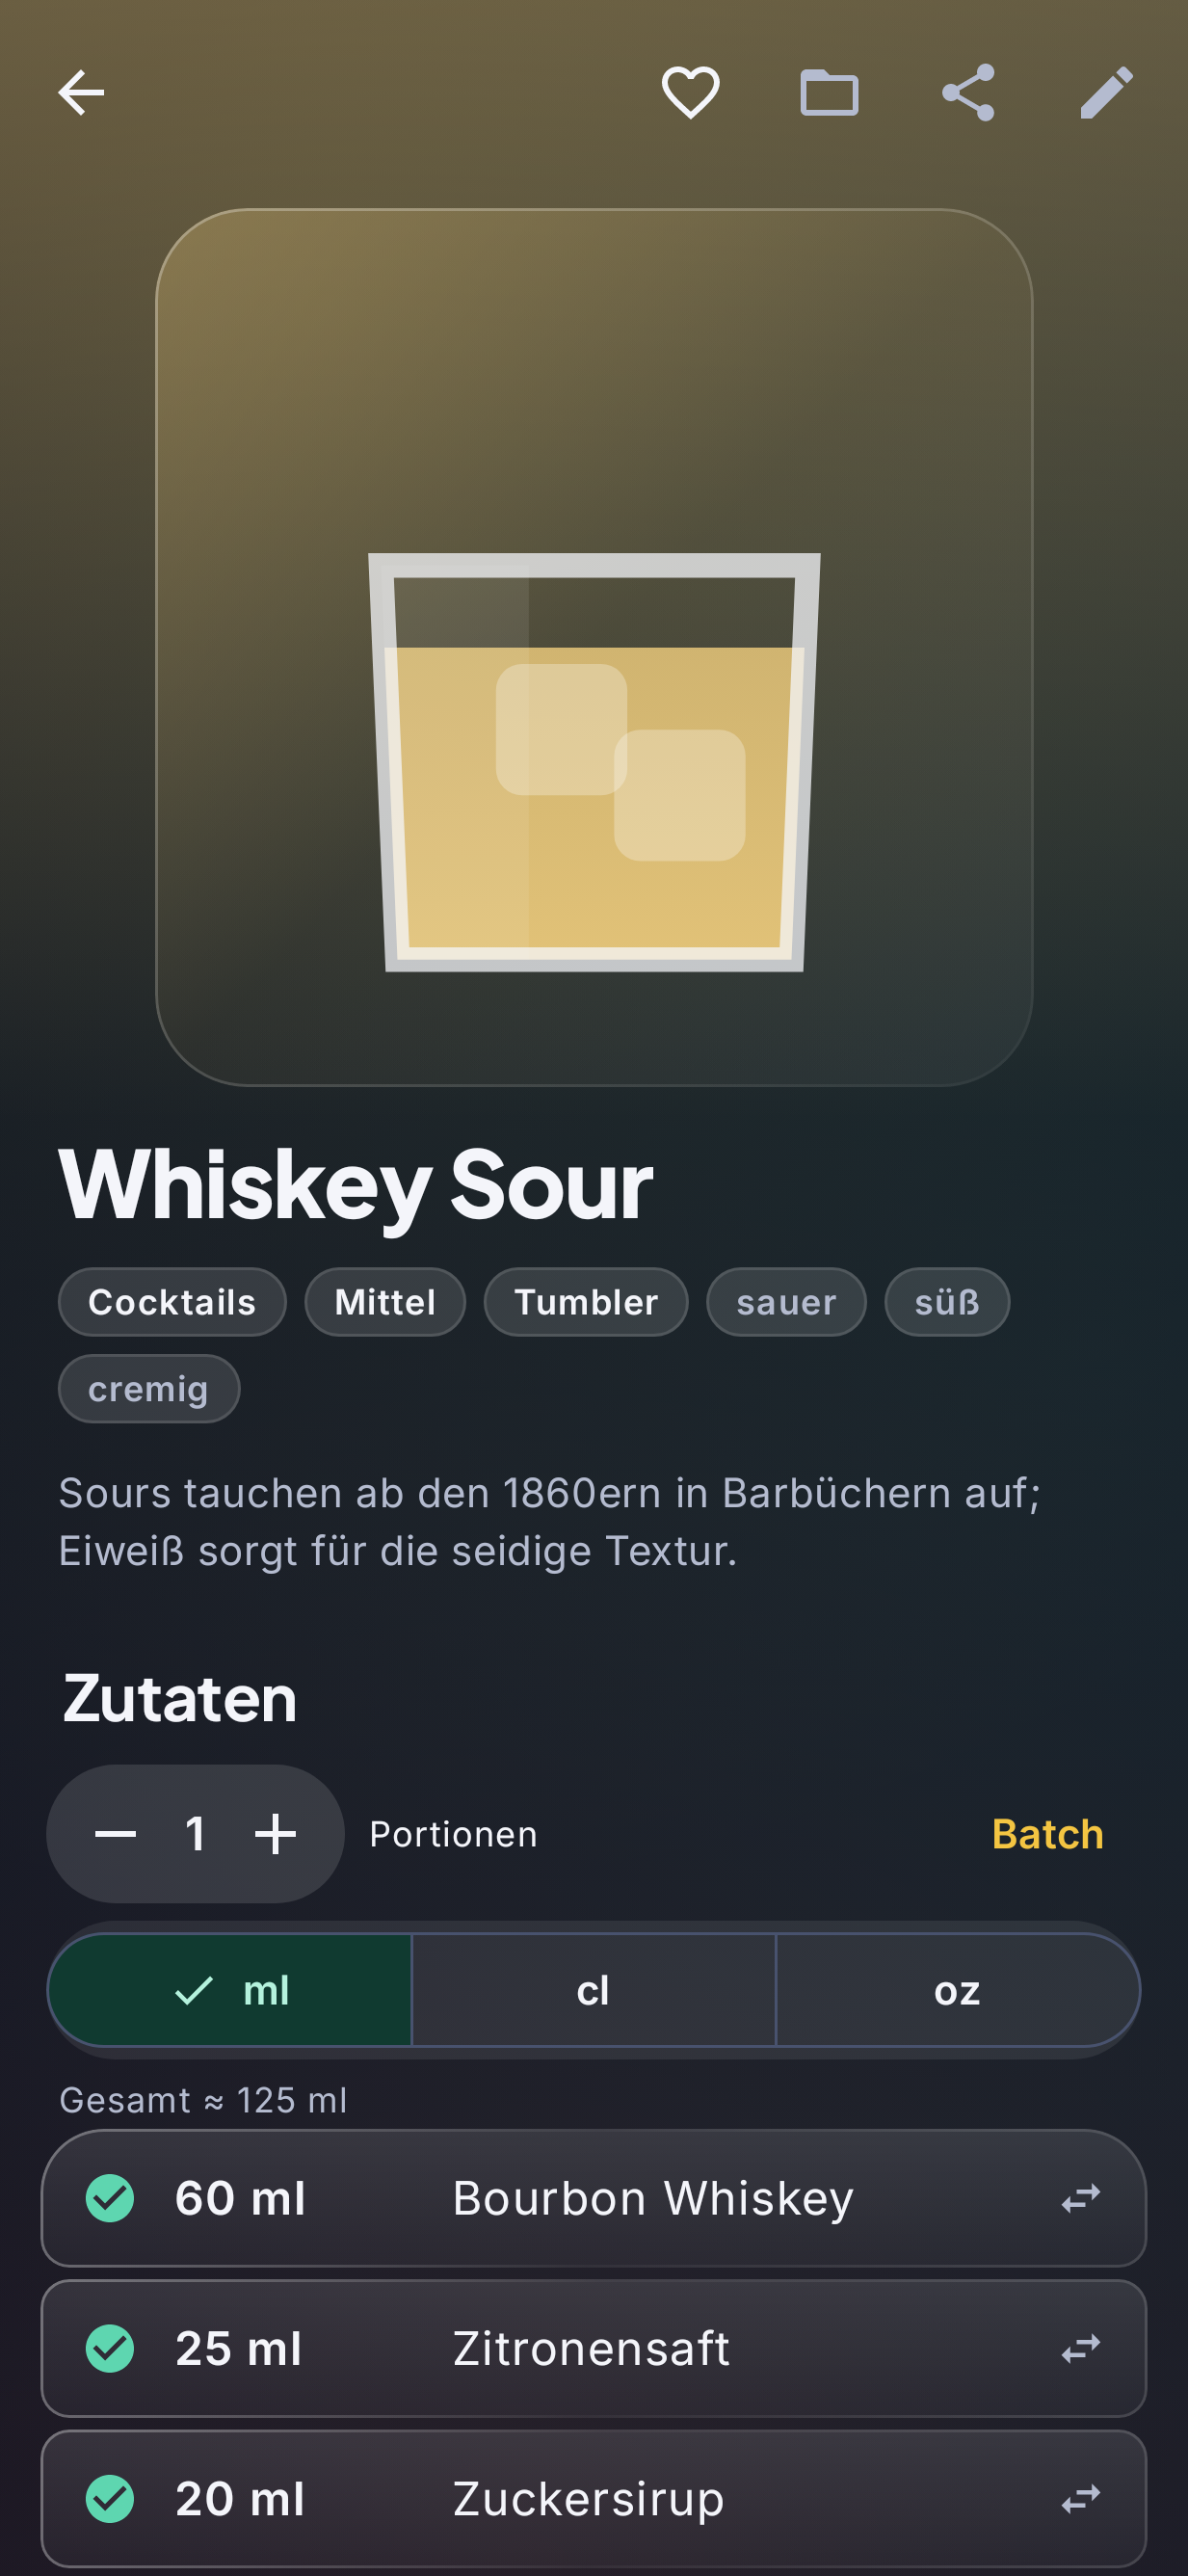 Whiskey Sour
Cocktails Mittel Tumbler sauer süß
cremig
Sours tauchen ab den 1860ern in Barbüchern auf;
Eiweiß sorgt für die seidige Textur.
Zutaten
1 Portionen Batch
ml cl oz
Gesamt ≈ 125 ml
60 ml Bourbon Whiskey
25 ml Zitronensaft
20 ml Zuckersirup